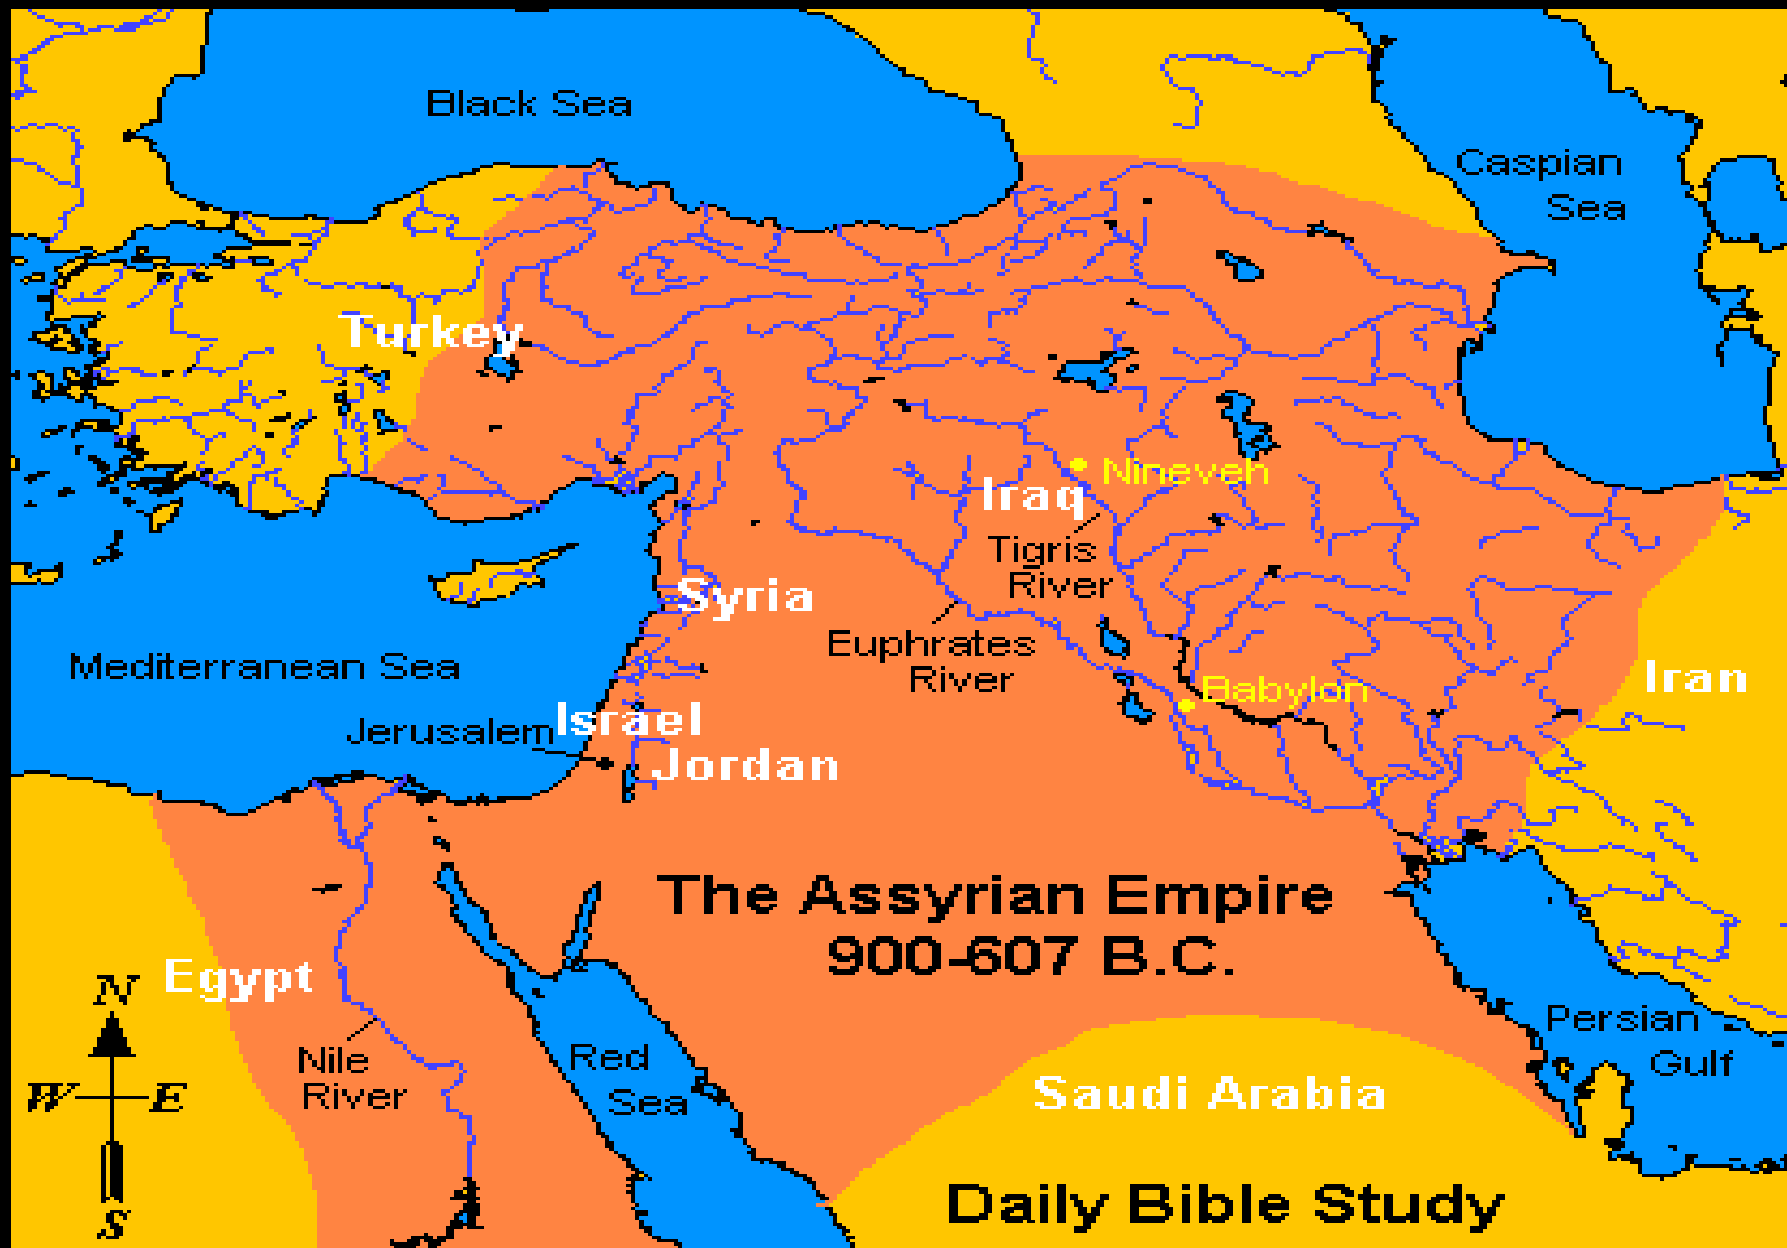 Black Sea
Caspian
Sea
Turkey
Nineveh
Iraq
Tigris
River
Syria
Euphrates
River
Mediterranean Sea
Iran
Babylon
Israel
Jerusalem
Jordan
The Assyrian Empire
900-607 B.C.
Egypt
N
W
E
S
Nile
River
Red
Sea
Persian
Gulf
Saudi Arabia
Daily Bible Study